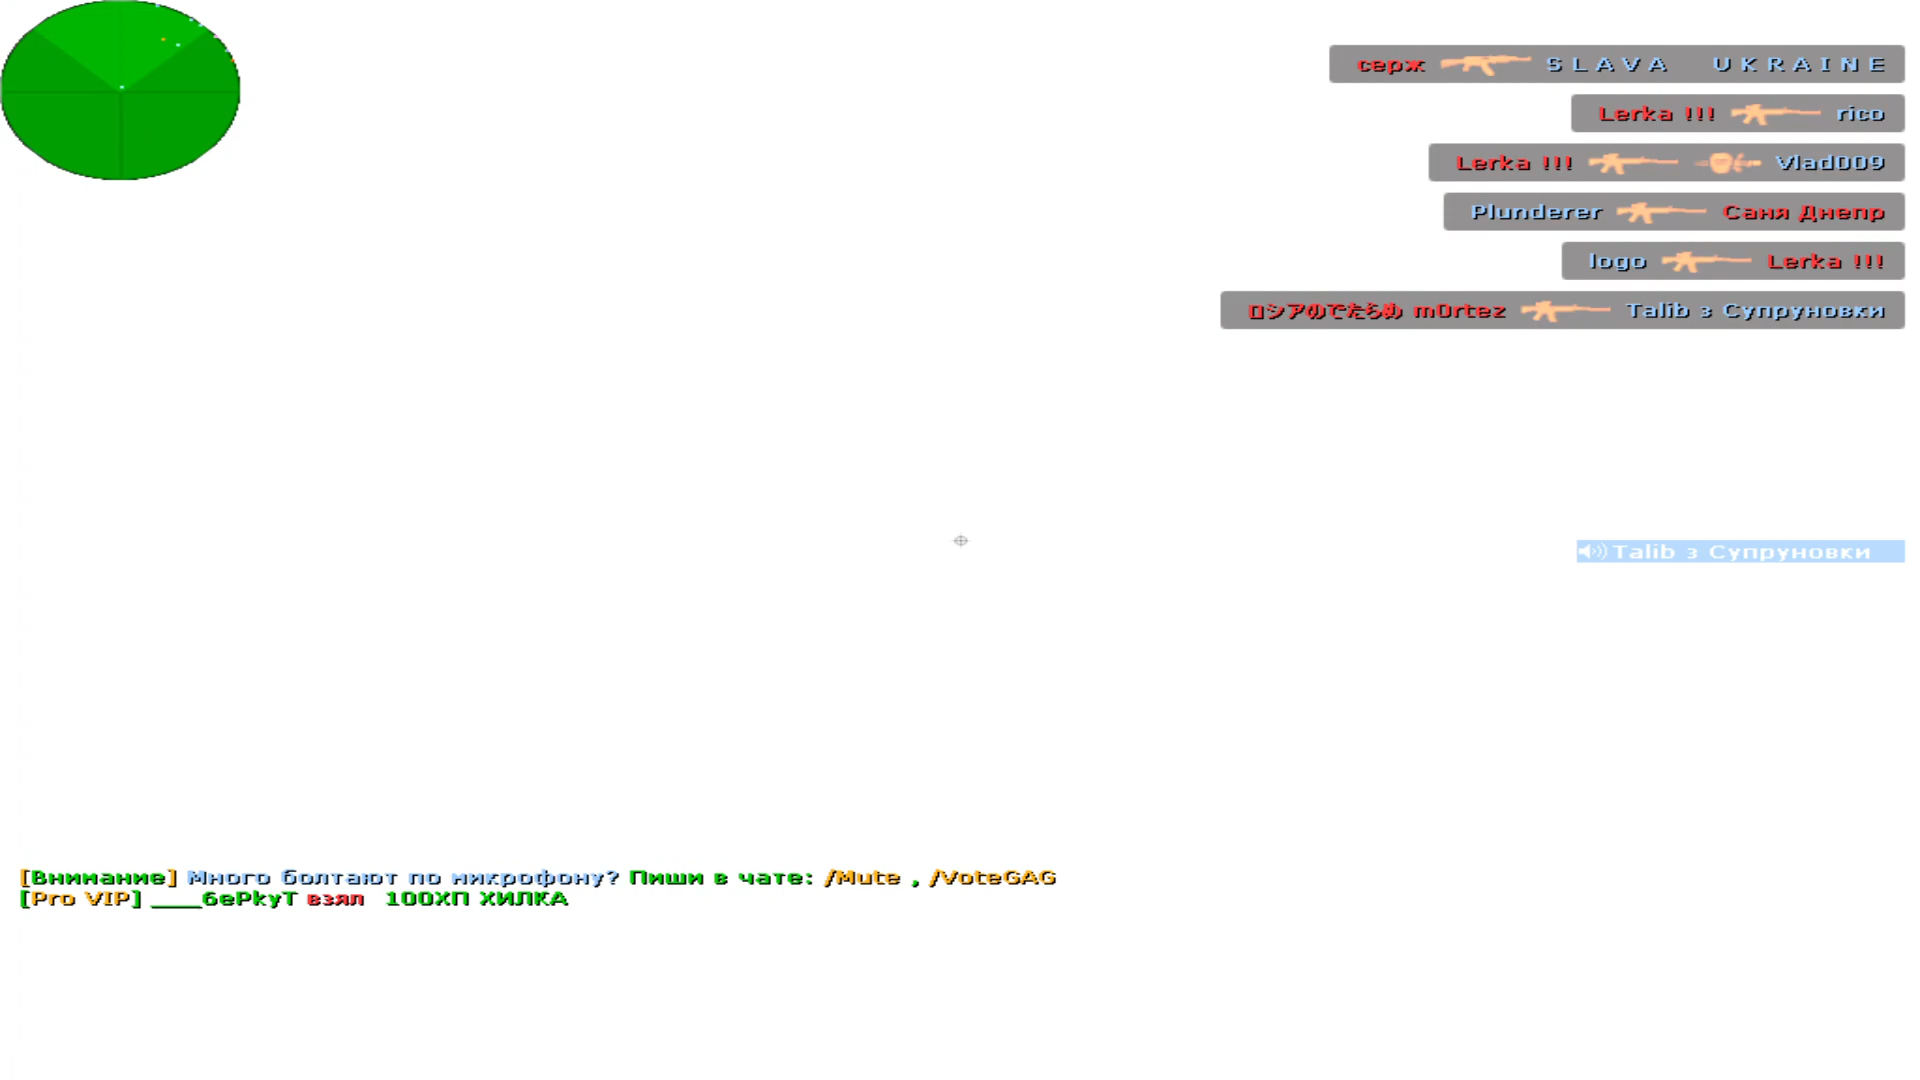 серж S L A V A U K R A I N E
Lerka !!! rico
Lerka !!! Vlad009
Plunderer Саня Днепр
logo Lerka !!!
ロシアのでたらめ m0rtez Talib з Супруновки
Talib з Супруновки
[Внимание] Много болтают по микрофону? Пиши в чате: /Mute , /VoteGAG
[Pro VIP] ___6ePkyT взял 100ХП ХИЛКА